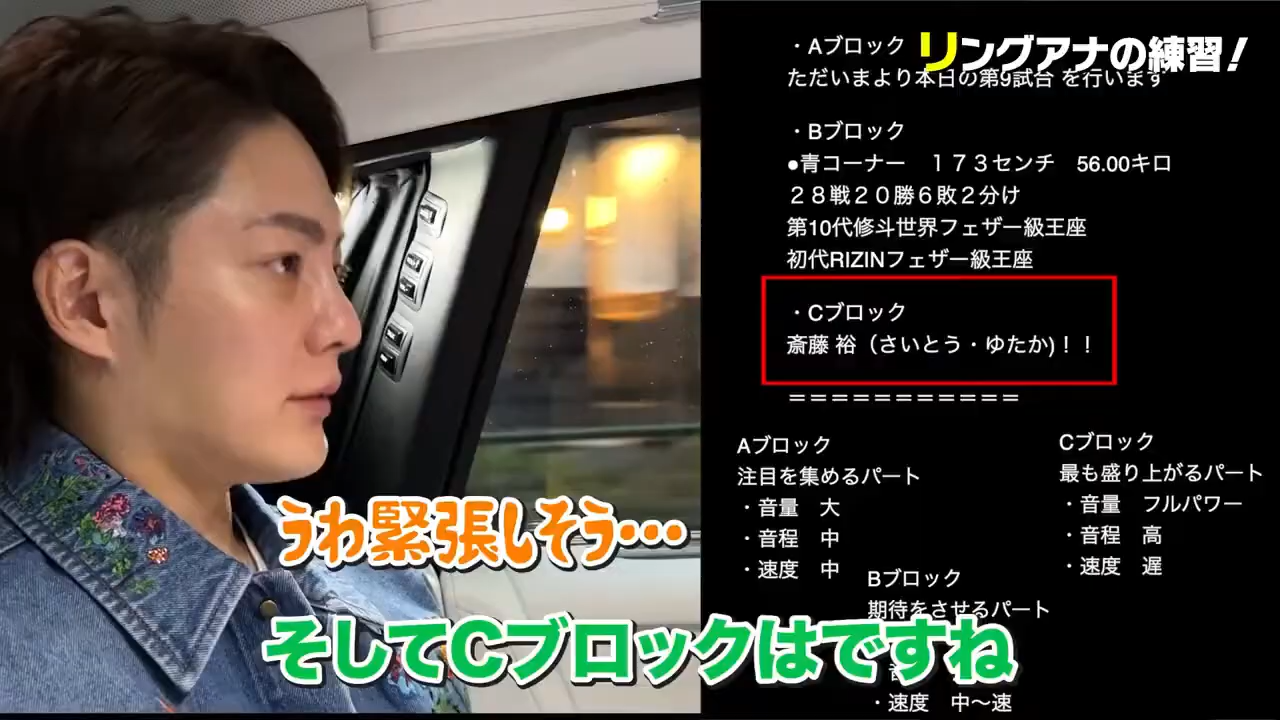 リングアナの練習!
・Aブロック
ただいまより本日の第9試合 を行います
・Bブロック
●青コーナー　１７３センチ　56.00キロ
２８戦２０勝６敗２分け
第10代修斗世界フェザー級王座
初代RIZINフェザー級王座
・Cブロック
斎藤 裕（さいとう・ゆたか)！！
＝＝＝＝＝＝＝＝＝＝＝
Aブロック
注目を集めるパート
・音量　大
・音程　中
・速度　中
Cブロック
最も盛り上がるパート
・音量　フルパワー
・音程　高
・速度　遅
Bブロック
期待をさせるパート
・速度　中〜速
うわ緊張しそう…
そしてCブロックはですね